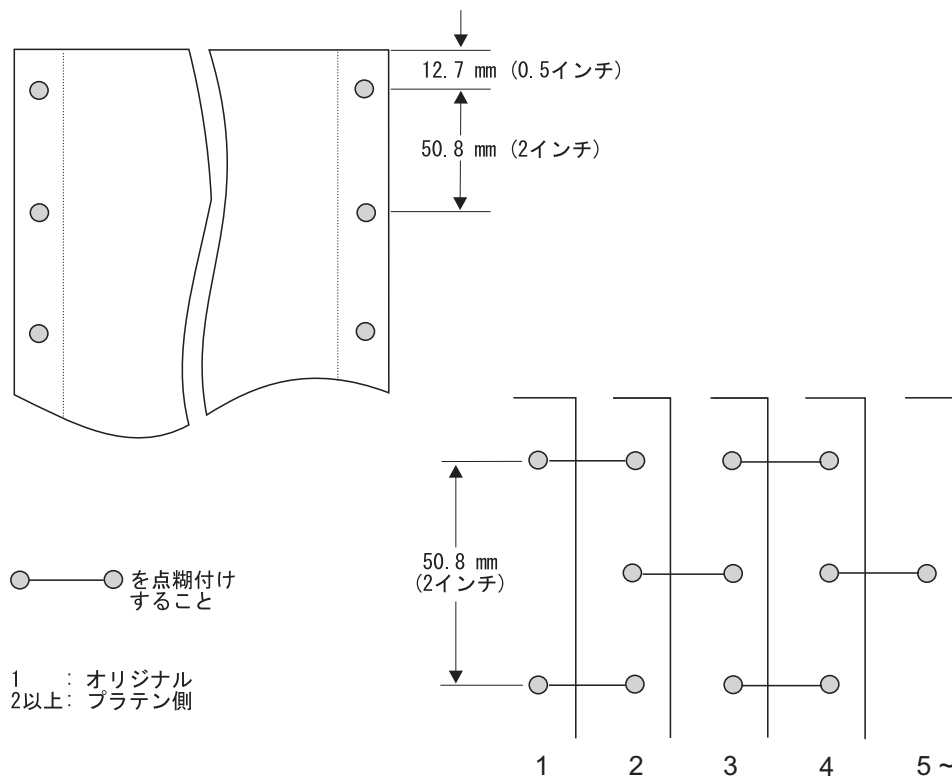 12.7 mm (0.5インチ)
50.8 mm (2インチ)
50.8 mm
(2インチ)
を点糊付け
すること
1 : オリジナル
2以上: プラテン側
1 2 3 4 5~